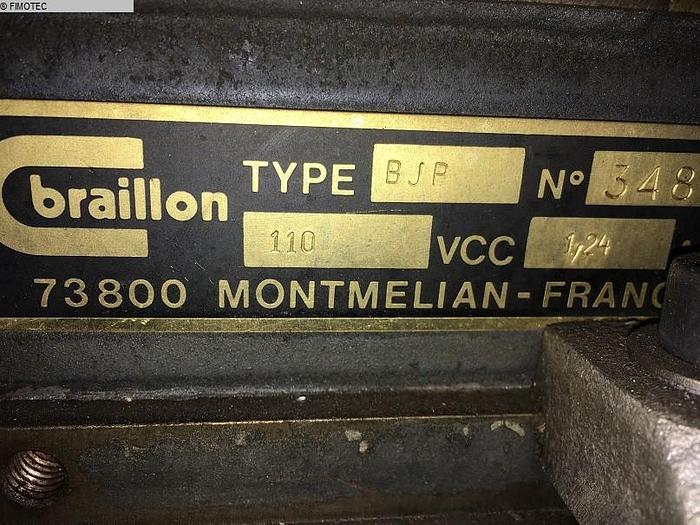 ® FIMOTEC
braillon TYPE BJP N° 348
110 VCC 1,24
73800 MONTMELIAN-FRANC